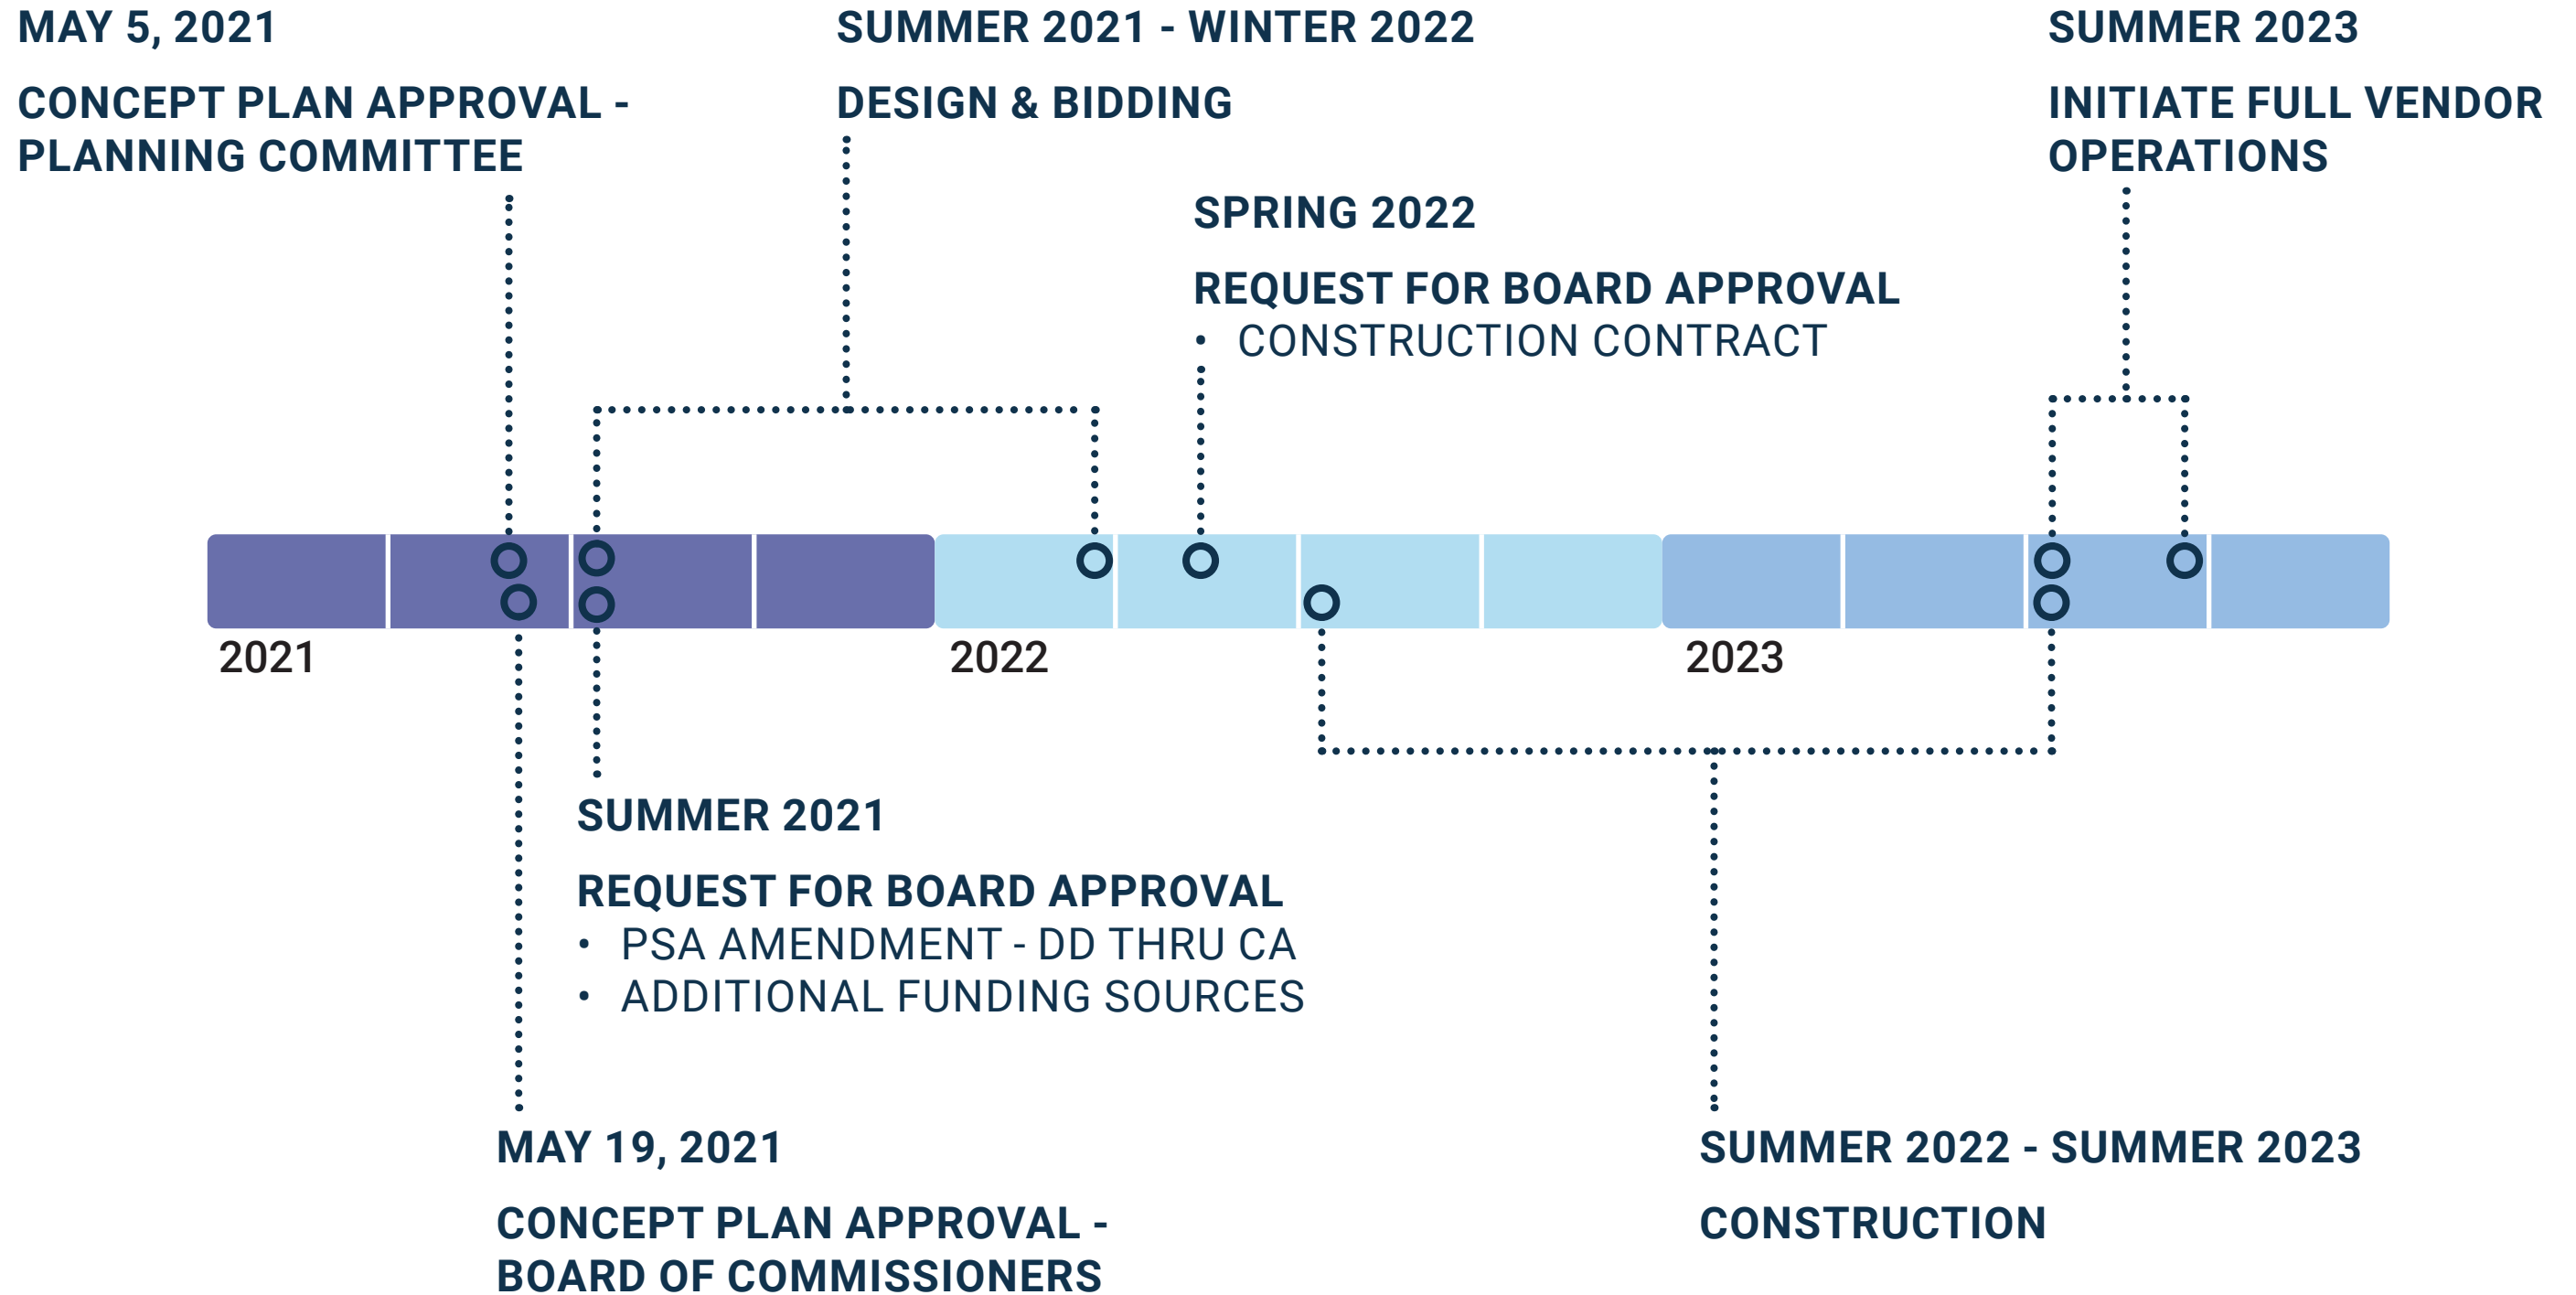 MAY 5, 2021
CONCEPT PLAN APPROVAL -
PLANNING COMMITTEE
SUMMER 2021 - WINTER 2022
DESIGN & BIDDING
SPRING 2022
REQUEST FOR BOARD APPROVAL
• CONSTRUCTION CONTRACT
SUMMER 2023
INITIATE FULL VENDOR
OPERATIONS
2021
2022
2023
SUMMER 2021
REQUEST FOR BOARD APPROVAL
• PSA AMENDMENT - DD THRU CA
• ADDITIONAL FUNDING SOURCES
MAY 19, 2021
CONCEPT PLAN APPROVAL -
BOARD OF COMMISSIONERS
SUMMER 2022 - SUMMER 2023
CONSTRUCTION